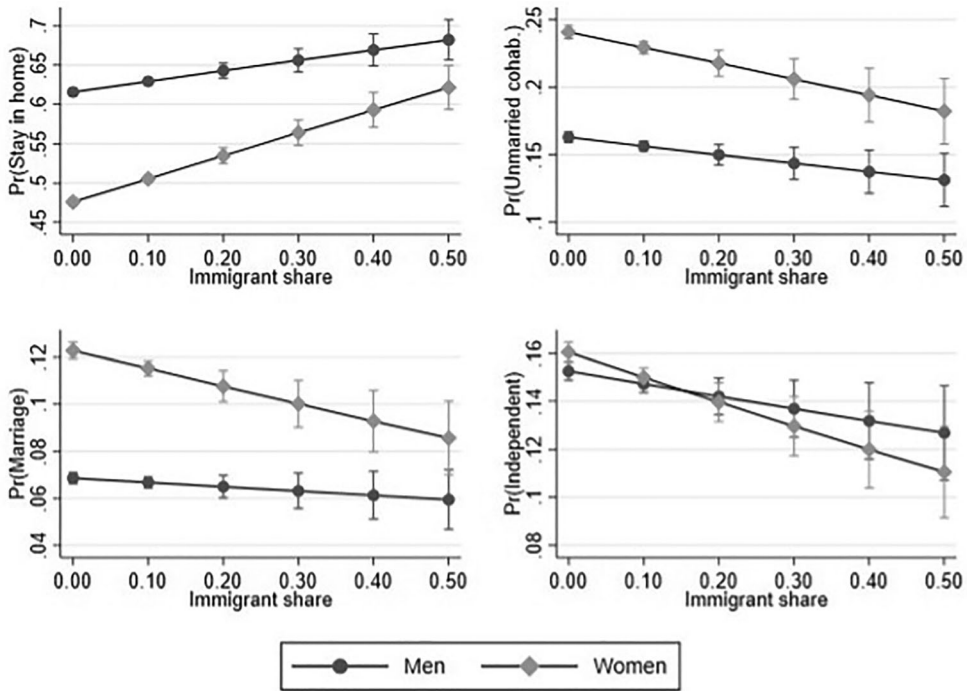 Pr(Stay in home)
.7
.65
.6
.55
.5
.45
0.00 0.10 0.20 0.30 0.40 0.50
Immigrant share
Pr(Unmarried cohab.)
.25
.2
.15
.1
0.00 0.10 0.20 0.30 0.40 0.50
Immigrant share
Pr(Marriage)
.12
.1
.08
.06
.04
0.00 0.10 0.20 0.30 0.40 0.50
Immigrant share
Pr(Independent)
.16
.14
.12
.1
.08
0.00 0.10 0.20 0.30 0.40 0.50
Immigrant share
Men Women